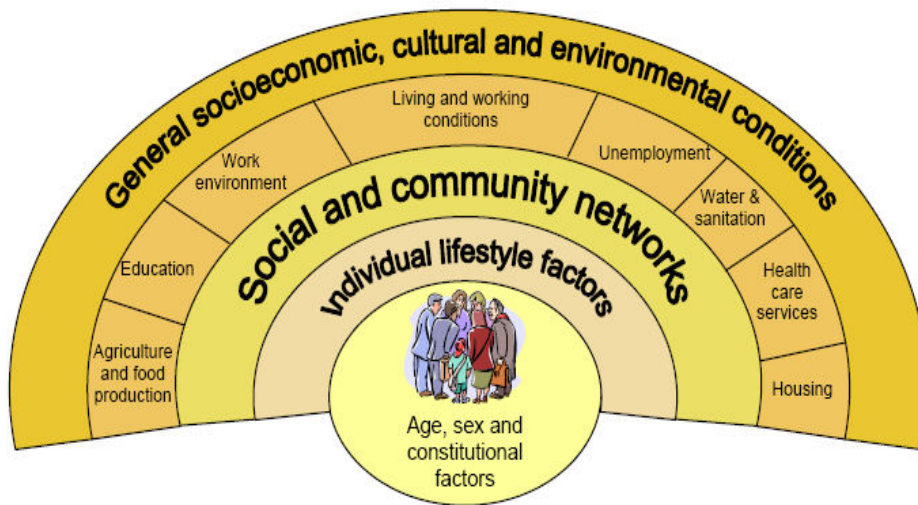 General socioeconomic, cultural and environmental conditions
Living and working
conditions
Work
environment
Unemployment
Education
Water &
sanitation
Agriculture
and food
production
Health
care
services
Housing
Social and community networks
Individual lifestyle factors
Age, sex and
constitutional
factors